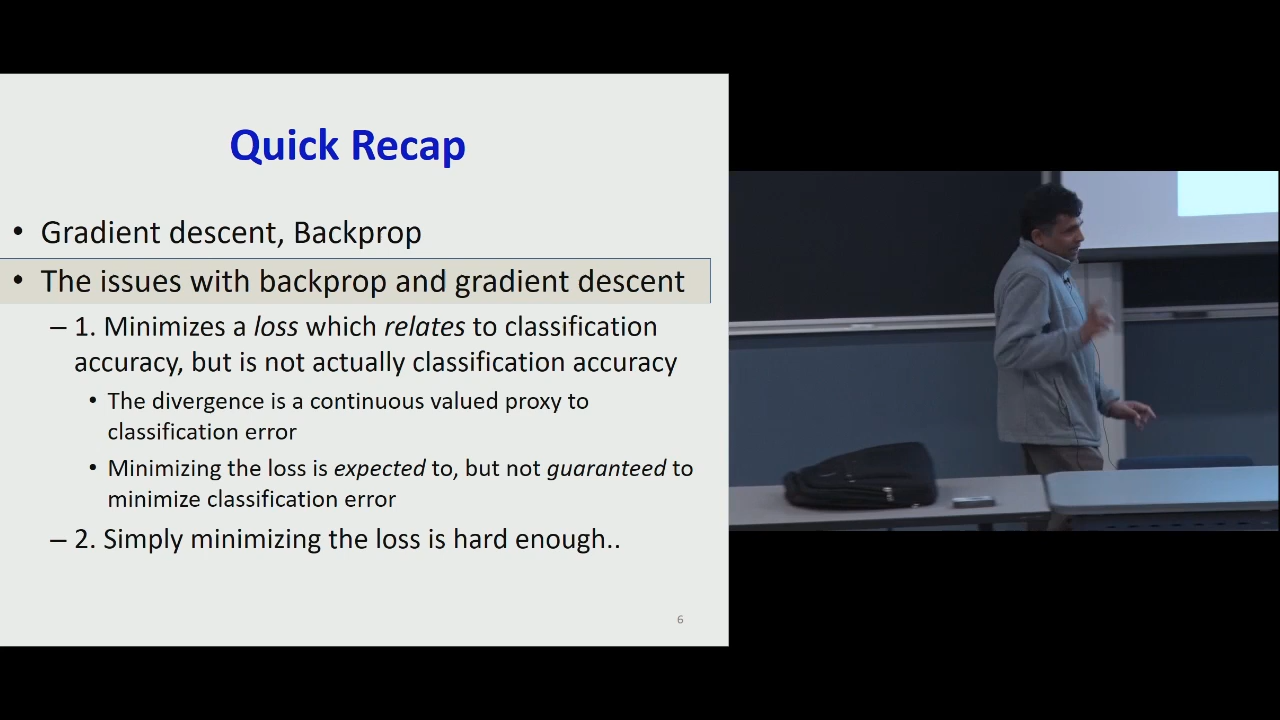 Quick Recap
• Gradient descent, Backprop
• The issues with backprop and gradient descent
– 1. Minimizes a loss which relates to classification
accuracy, but is not actually classification accuracy
• The divergence is a continuous valued proxy to
classification error
• Minimizing the loss is expected to, but not guaranteed to
minimize classification error
– 2. Simply minimizing the loss is hard enough..
6